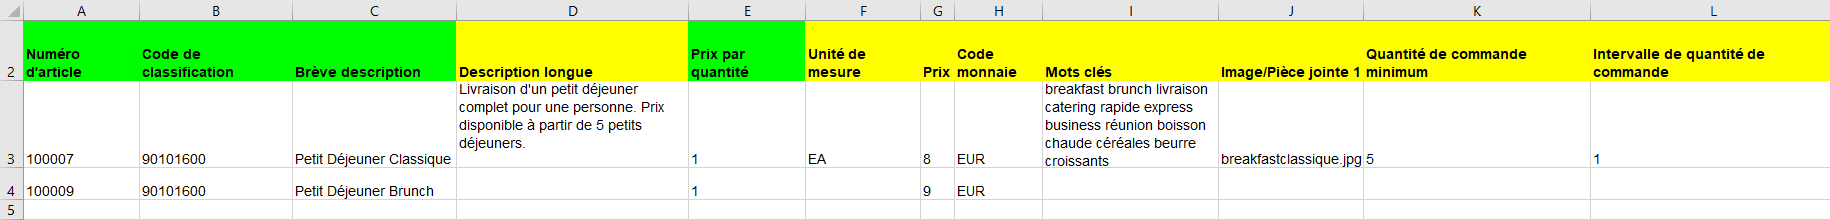 A B C D E F G H I J K L
2 Numéro d'article Code de classification Brève description Description longue Prix par quantité Unité de mesure Prix Code monnaie Mots clés Image/Pièce jointe 1 Quantité de commande minimum Intervalle de quantité de commande
3 100007 90101600 Petit Déjeuner Classique Livraison d'un petit déjeuner complet pour une personne. Prix disponible à partir de 5 petits déjeuners. 1 EA 8 EUR breakfast brunch livraison catering rapide express business réunion boisson chaude céréales beurre croissants breakfastclassique.jpg 5 1
4 100009 90101600 Petit Déjeuner Brunch 1 9 EUR
5